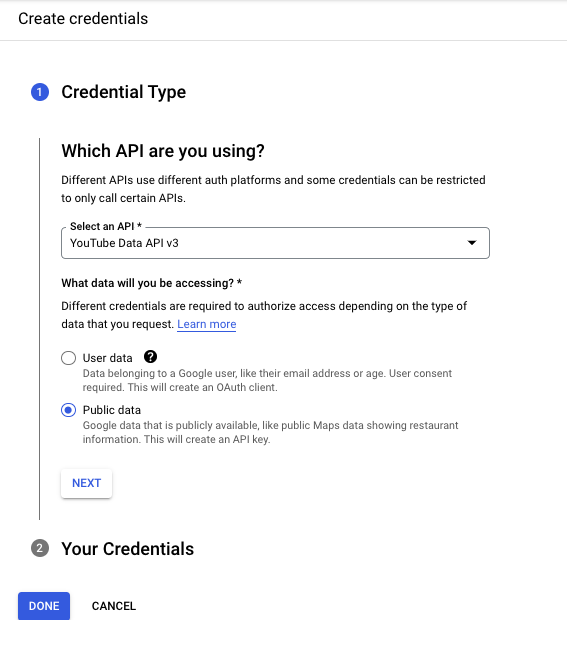 Create credentials
1 Credential Type
Which API are you using?
Different APIs use different auth platforms and some credentials can be restricted
to only call certain APIs.
Select an API *
YouTube Data API v3
What data will you be accessing? *
Different credentials are required to authorize access depending on the type of
data that you request. Learn more
User data ?
Data belonging to a Google user, like their email address or age. User consent
required. This will create an OAuth client.
Public data
Google data that is publicly available, like public Maps data showing restaurant
information. This will create an API key.
NEXT
2 Your Credentials
DONE CANCEL